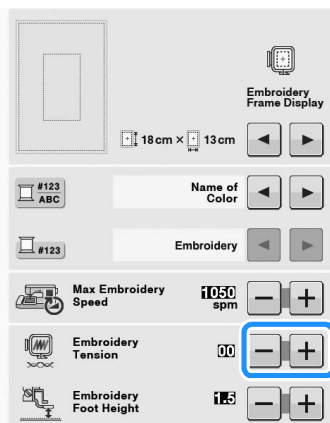 Embroidery
Frame Display
18cm × 13cm
#123
ABC
Name of
Color
#123
Embroidery
Max Embroidery
Speed
1050
spm
Embroidery
Tension
00
Embroidery
Foot Height
1.5